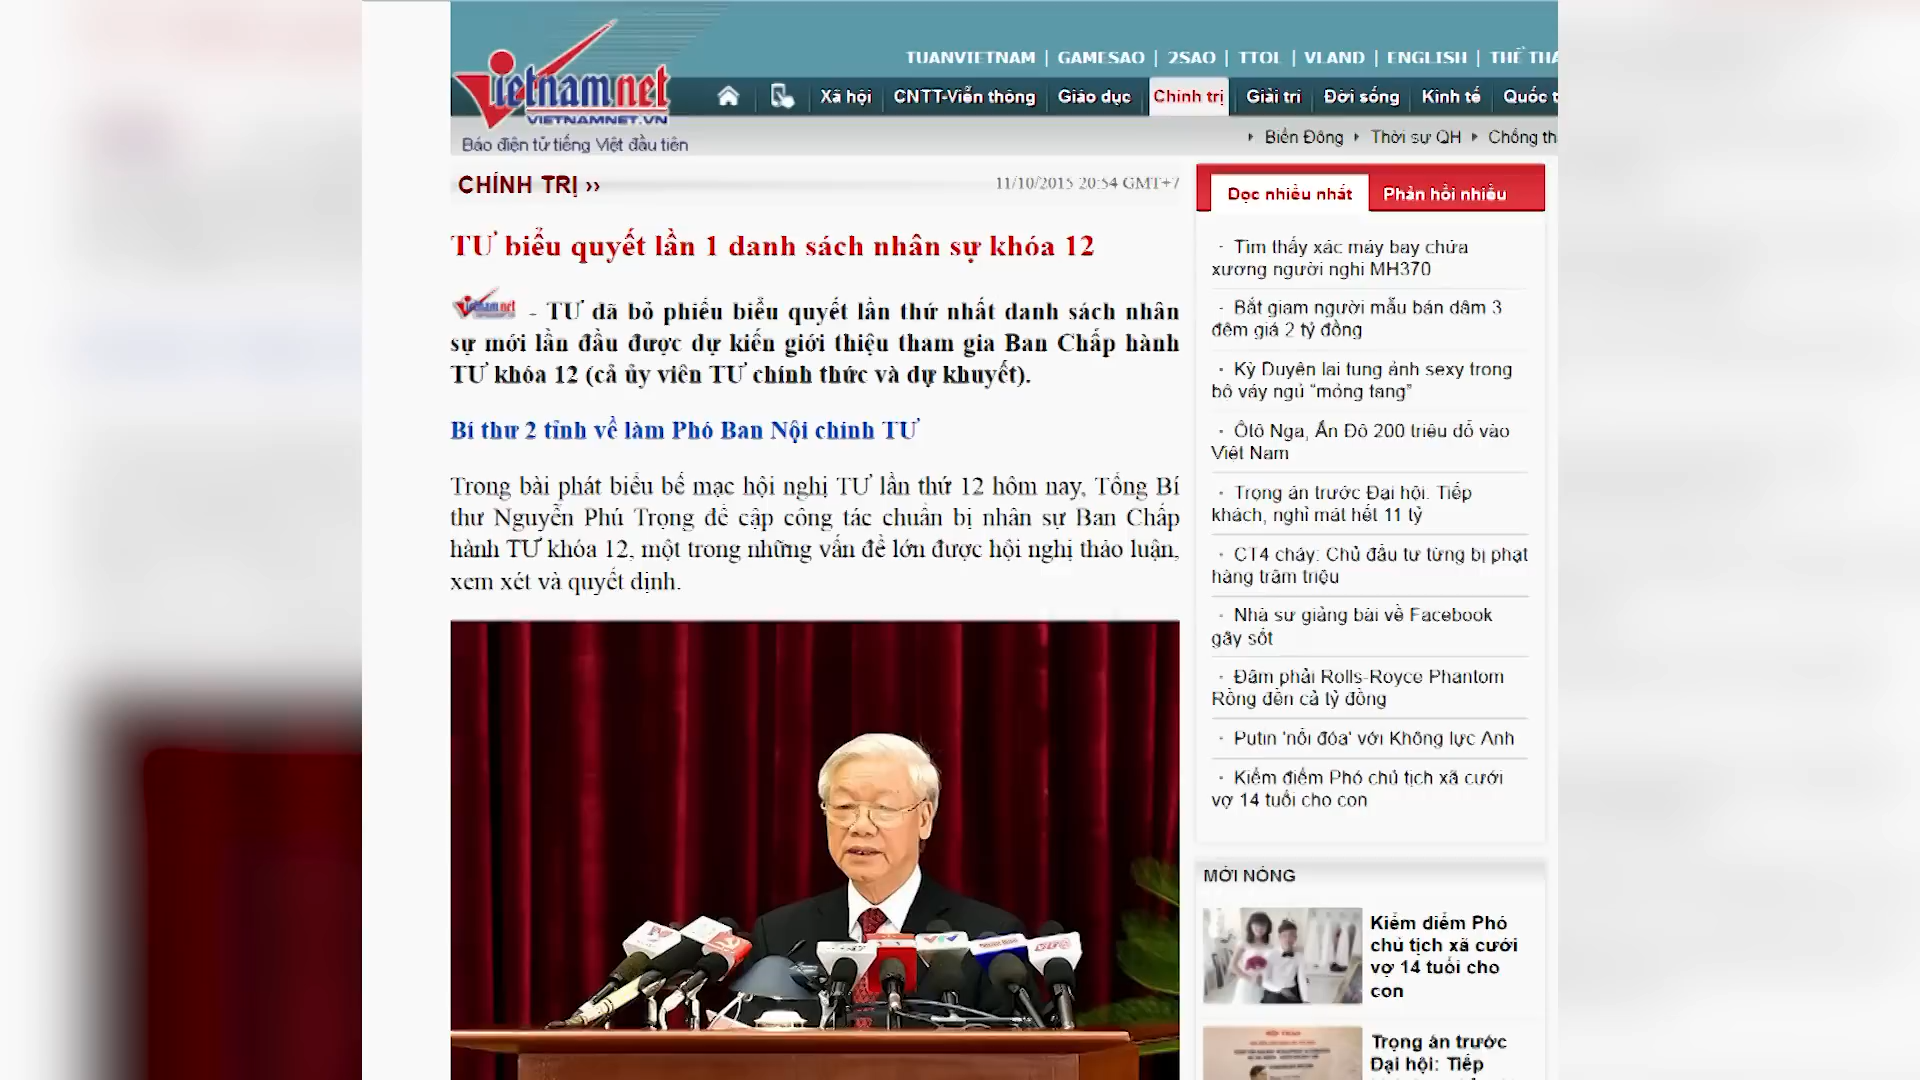 TUANVIETNAM | GAMESAO | 2SAO | TTOL | VLAND | ENGLISH | THỂ THA
Vietnamnet
VIETNAMNET.VN
Báo điện tử tiếng Việt đầu tiên
Xã hội CNTT-Viễn thông Giáo dục Chính trị Giải trí Đời sống Kinh tế Quốc t
Biển Đông Thời sự QH Chống th
CHÍNH TRỊ ››
11/10/2015 20:54 GMT+7
TƯ biểu quyết lần 1 danh sách nhân sự khóa 12
Vietnamnet - TƯ đã bỏ phiếu biểu quyết lần thứ nhất danh sách nhân
sự mới lần đầu được dự kiến giới thiệu tham gia Ban Chấp hành
TƯ khóa 12 (cả ủy viên TƯ chính thức và dự khuyết).
Bí thư 2 tỉnh về làm Phó Ban Nội chính TƯ
Trong bài phát biểu bế mạc hội nghị TƯ lần thứ 12 hôm nay, Tổng Bí
thư Nguyễn Phú Trọng đề cập công tác chuẩn bị nhân sự Ban Chấp
hành TƯ khóa 12, một trong những vấn đề lớn được hội nghị thảo luận,
xem xét và quyết định.
Đọc nhiều nhất Phản hồi nhiều
Tìm thấy xác máy bay chứa
xương người nghi MH370
Bắt giam người mẫu bán dâm 3
đêm giá 2 tỷ đồng
Kỳ Duyên lại tung ảnh sexy trong
bộ váy ngủ “mỏng tang”
Ôtô Nga, Ấn Độ 200 triệu đổ vào
Việt Nam
Trọng án trước Đại hội: Tiếp
khách, nghỉ mát hết 11 tỷ
CT4 cháy: Chủ đầu tư từng bị phạt
hàng trăm triệu
Nhà sư giảng bài về Facebook
gây sốt
Đâm phải Rolls-Royce Phantom
Rồng đền cả tỷ đồng
Putin 'nổi đóa' với Không lực Anh
Kiểm điểm Phó chủ tịch xã cưới
vợ 14 tuổi cho con
MỚI NÓNG
Kiểm điểm Phó
chủ tịch xã cưới
vợ 14 tuổi cho
con
Trọng án trước
Đại hội: Tiếp